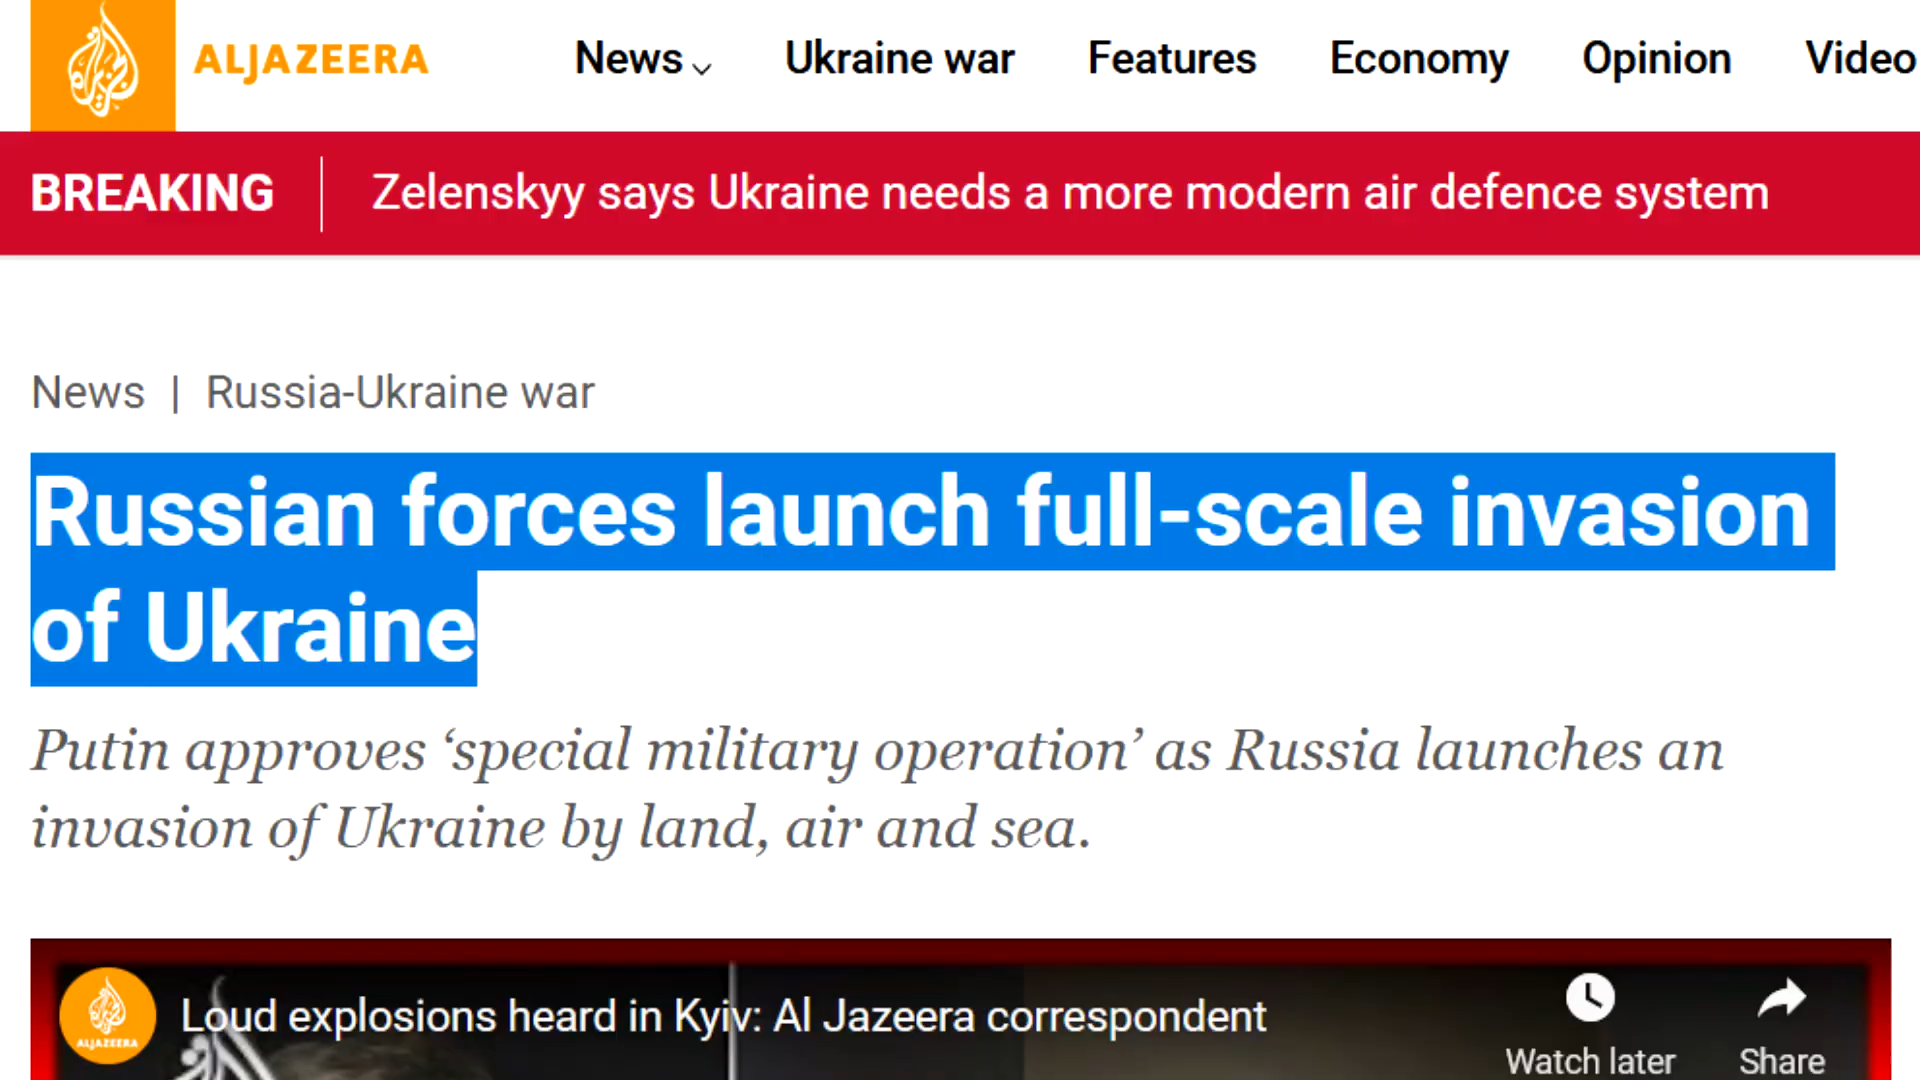 ALJAZEERA
News Ukraine war Features Economy Opinion Video
BREAKING Zelenskyy says Ukraine needs a more modern air defence system
News | Russia-Ukraine war
Russian forces launch full-scale invasion
of Ukraine
Putin approves ‘special military operation’ as Russia launches an
invasion of Ukraine by land, air and sea.
ALJAZEERA
Loud explosions heard in Kyiv: Al Jazeera correspondent
Watch later Share